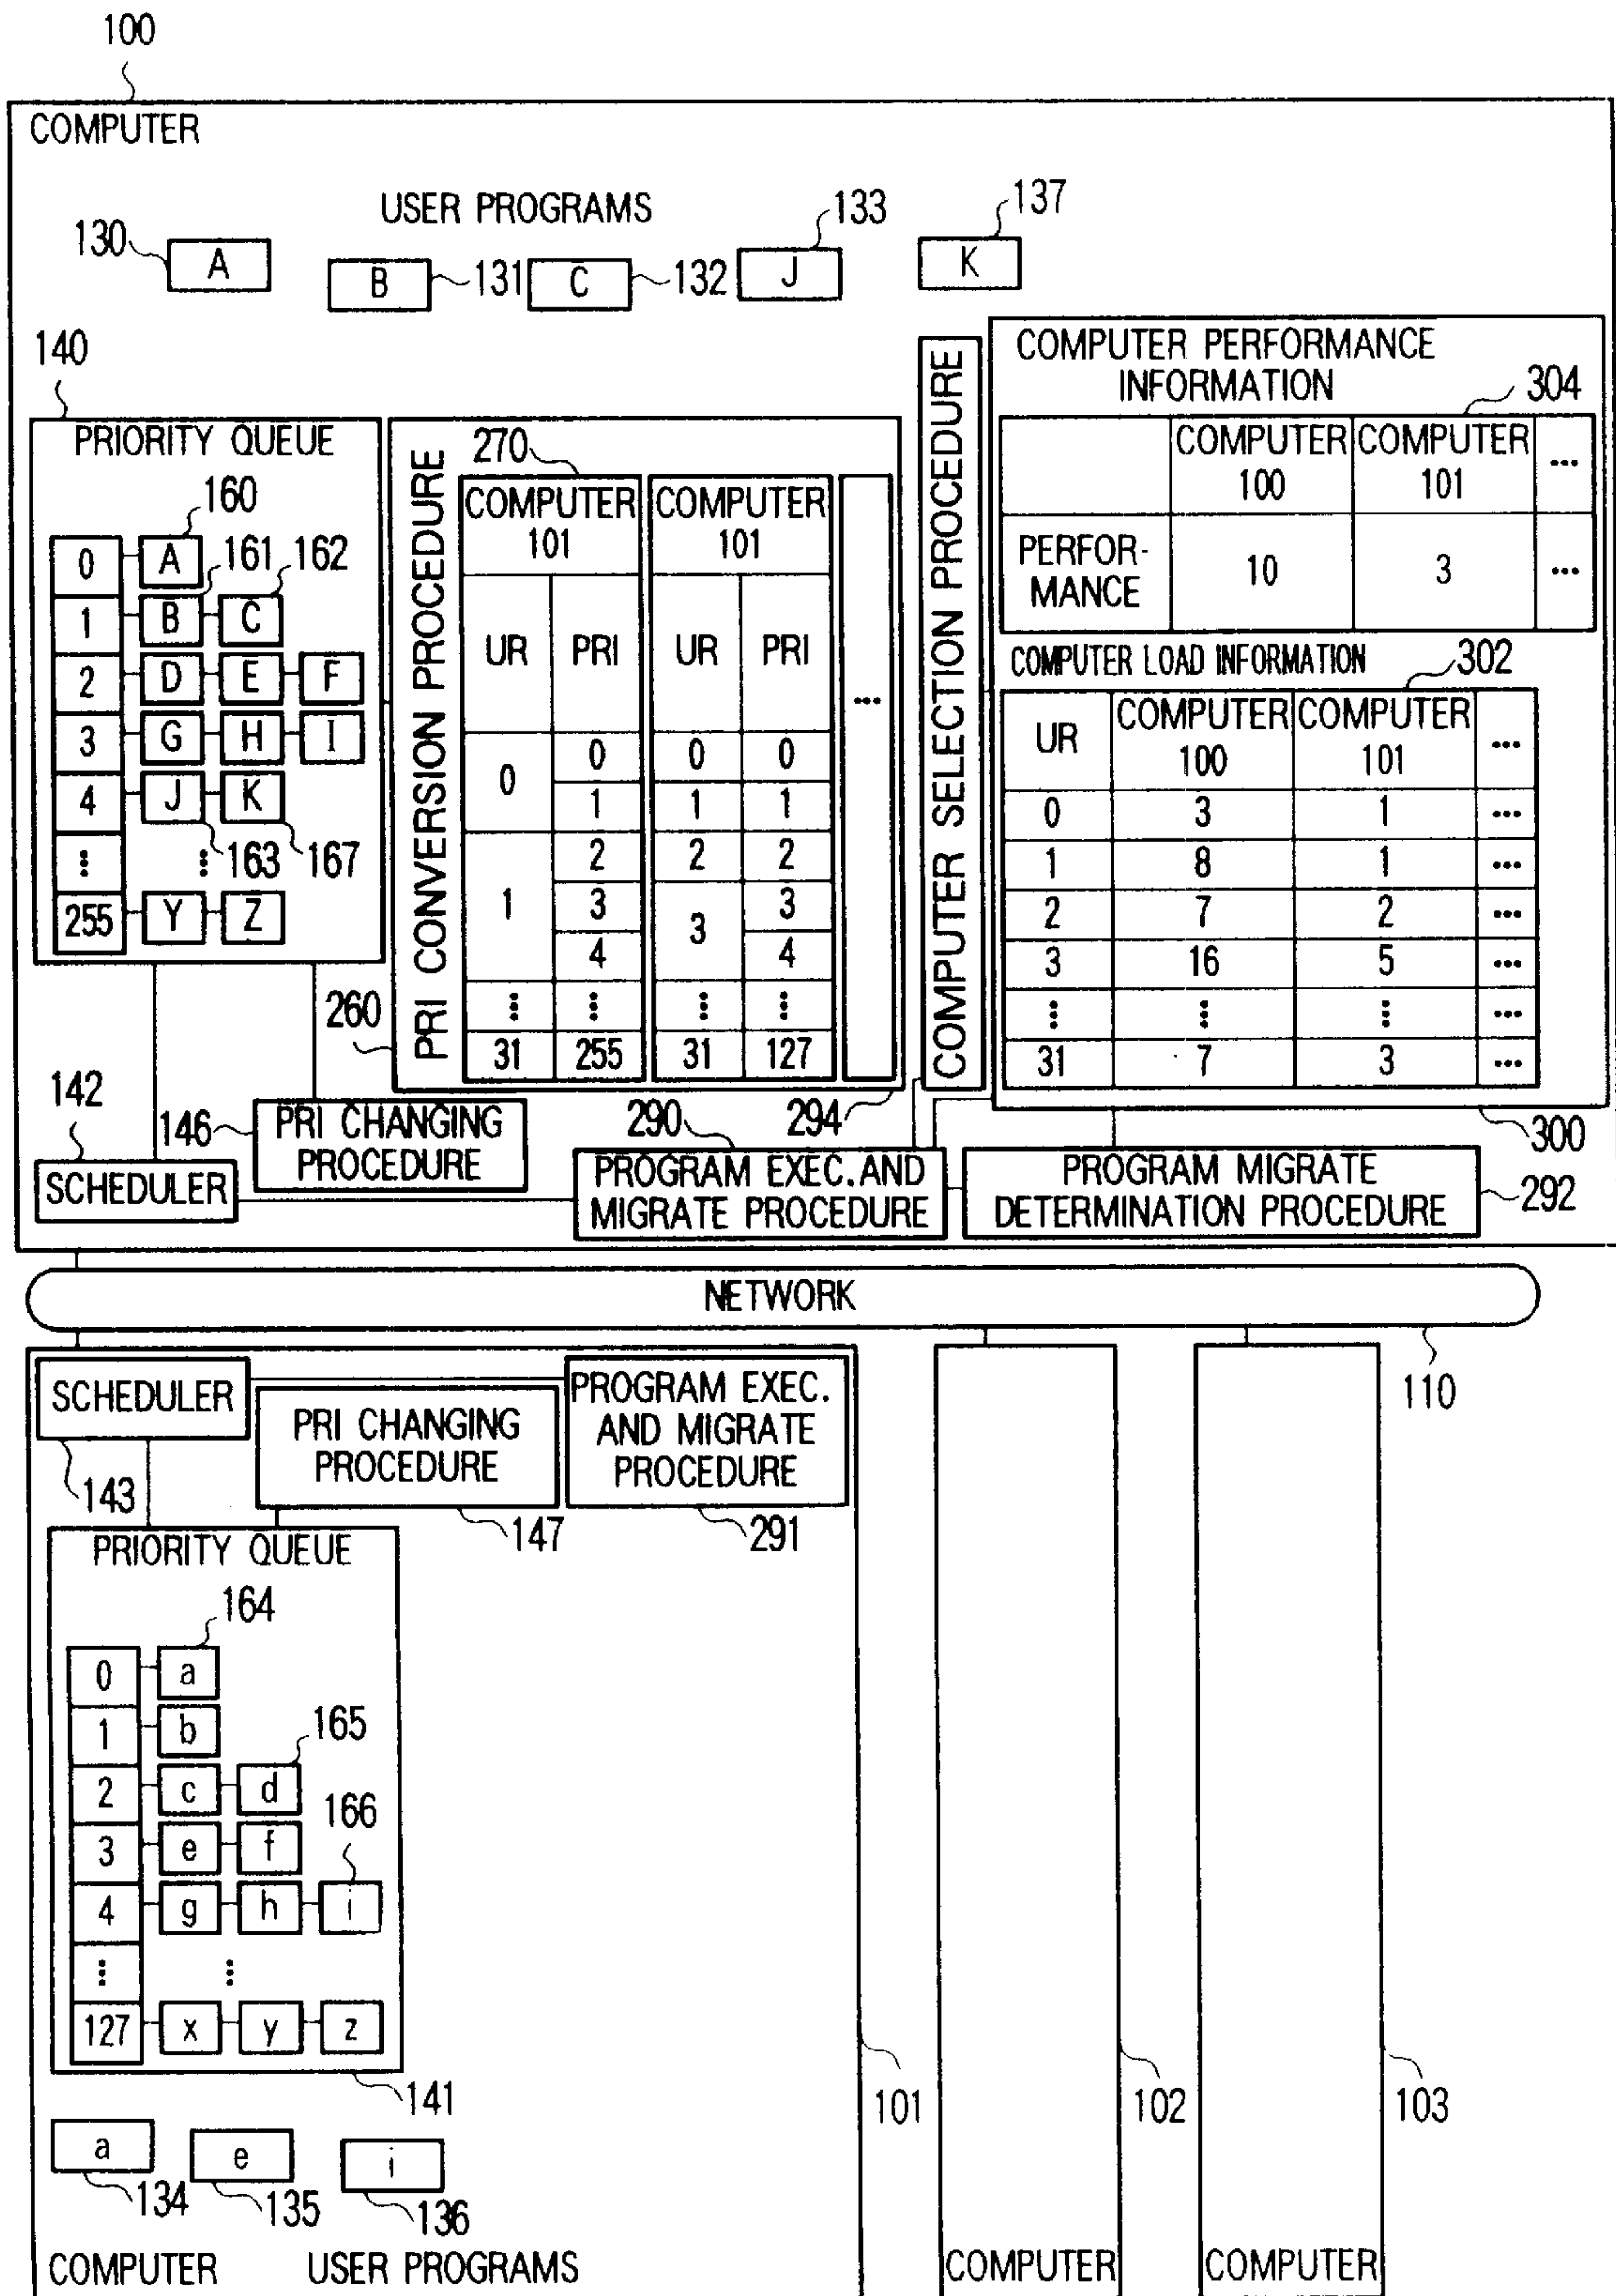 100
COMPUTER
USER PROGRAMS
130 A
B 131
C 132
J 133
K 137
140
PRIORITY QUEUE
160
0 A 161 162
1 B C
2 D E F
3 G H I
4 J K
⋮ ⋮ 163 167
255 Y Z
PRI CONVERSION PROCEDURE
270
COMPUTER 101 COMPUTER 101
UR PRI UR PRI ...
0 0 0 0
1 1 1
1 2 2 2
3 3 3
4 4
⋮ ⋮ ⋮ ⋮
31 255 31 127
260
294
COMPUTER SELECTION PROCEDURE
COMPUTER PERFORMANCE
INFORMATION
304
COMPUTER 100 COMPUTER 101 ...
PERFOR-
MANCE 10 3 ...
COMPUTER LOAD INFORMATION
302
UR COMPUTER 100 COMPUTER 101 ...
0 3 1 ...
1 8 1 ...
2 7 2 ...
3 16 5 ...
⋮ ⋮ ⋮ ...
31 7 3 ...
300
142
SCHEDULER
146
PRI CHANGING
PROCEDURE
290
PROGRAM EXEC. AND
MIGRATE PROCEDURE
PROGRAM MIGRATE
DETERMINATION PROCEDURE
292
NETWORK
110
SCHEDULER
143
PRI CHANGING
PROCEDURE
147
PROGRAM EXEC.
AND MIGRATE
PROCEDURE
291
PRIORITY QUEUE
164
0 a
1 b
165
2 c d
166
3 e f
4 g h i
⋮ ⋮
127 x y z
141
101
102
103
a
134
e
135
i
136
COMPUTER USER PROGRAMS
COMPUTER
COMPUTER